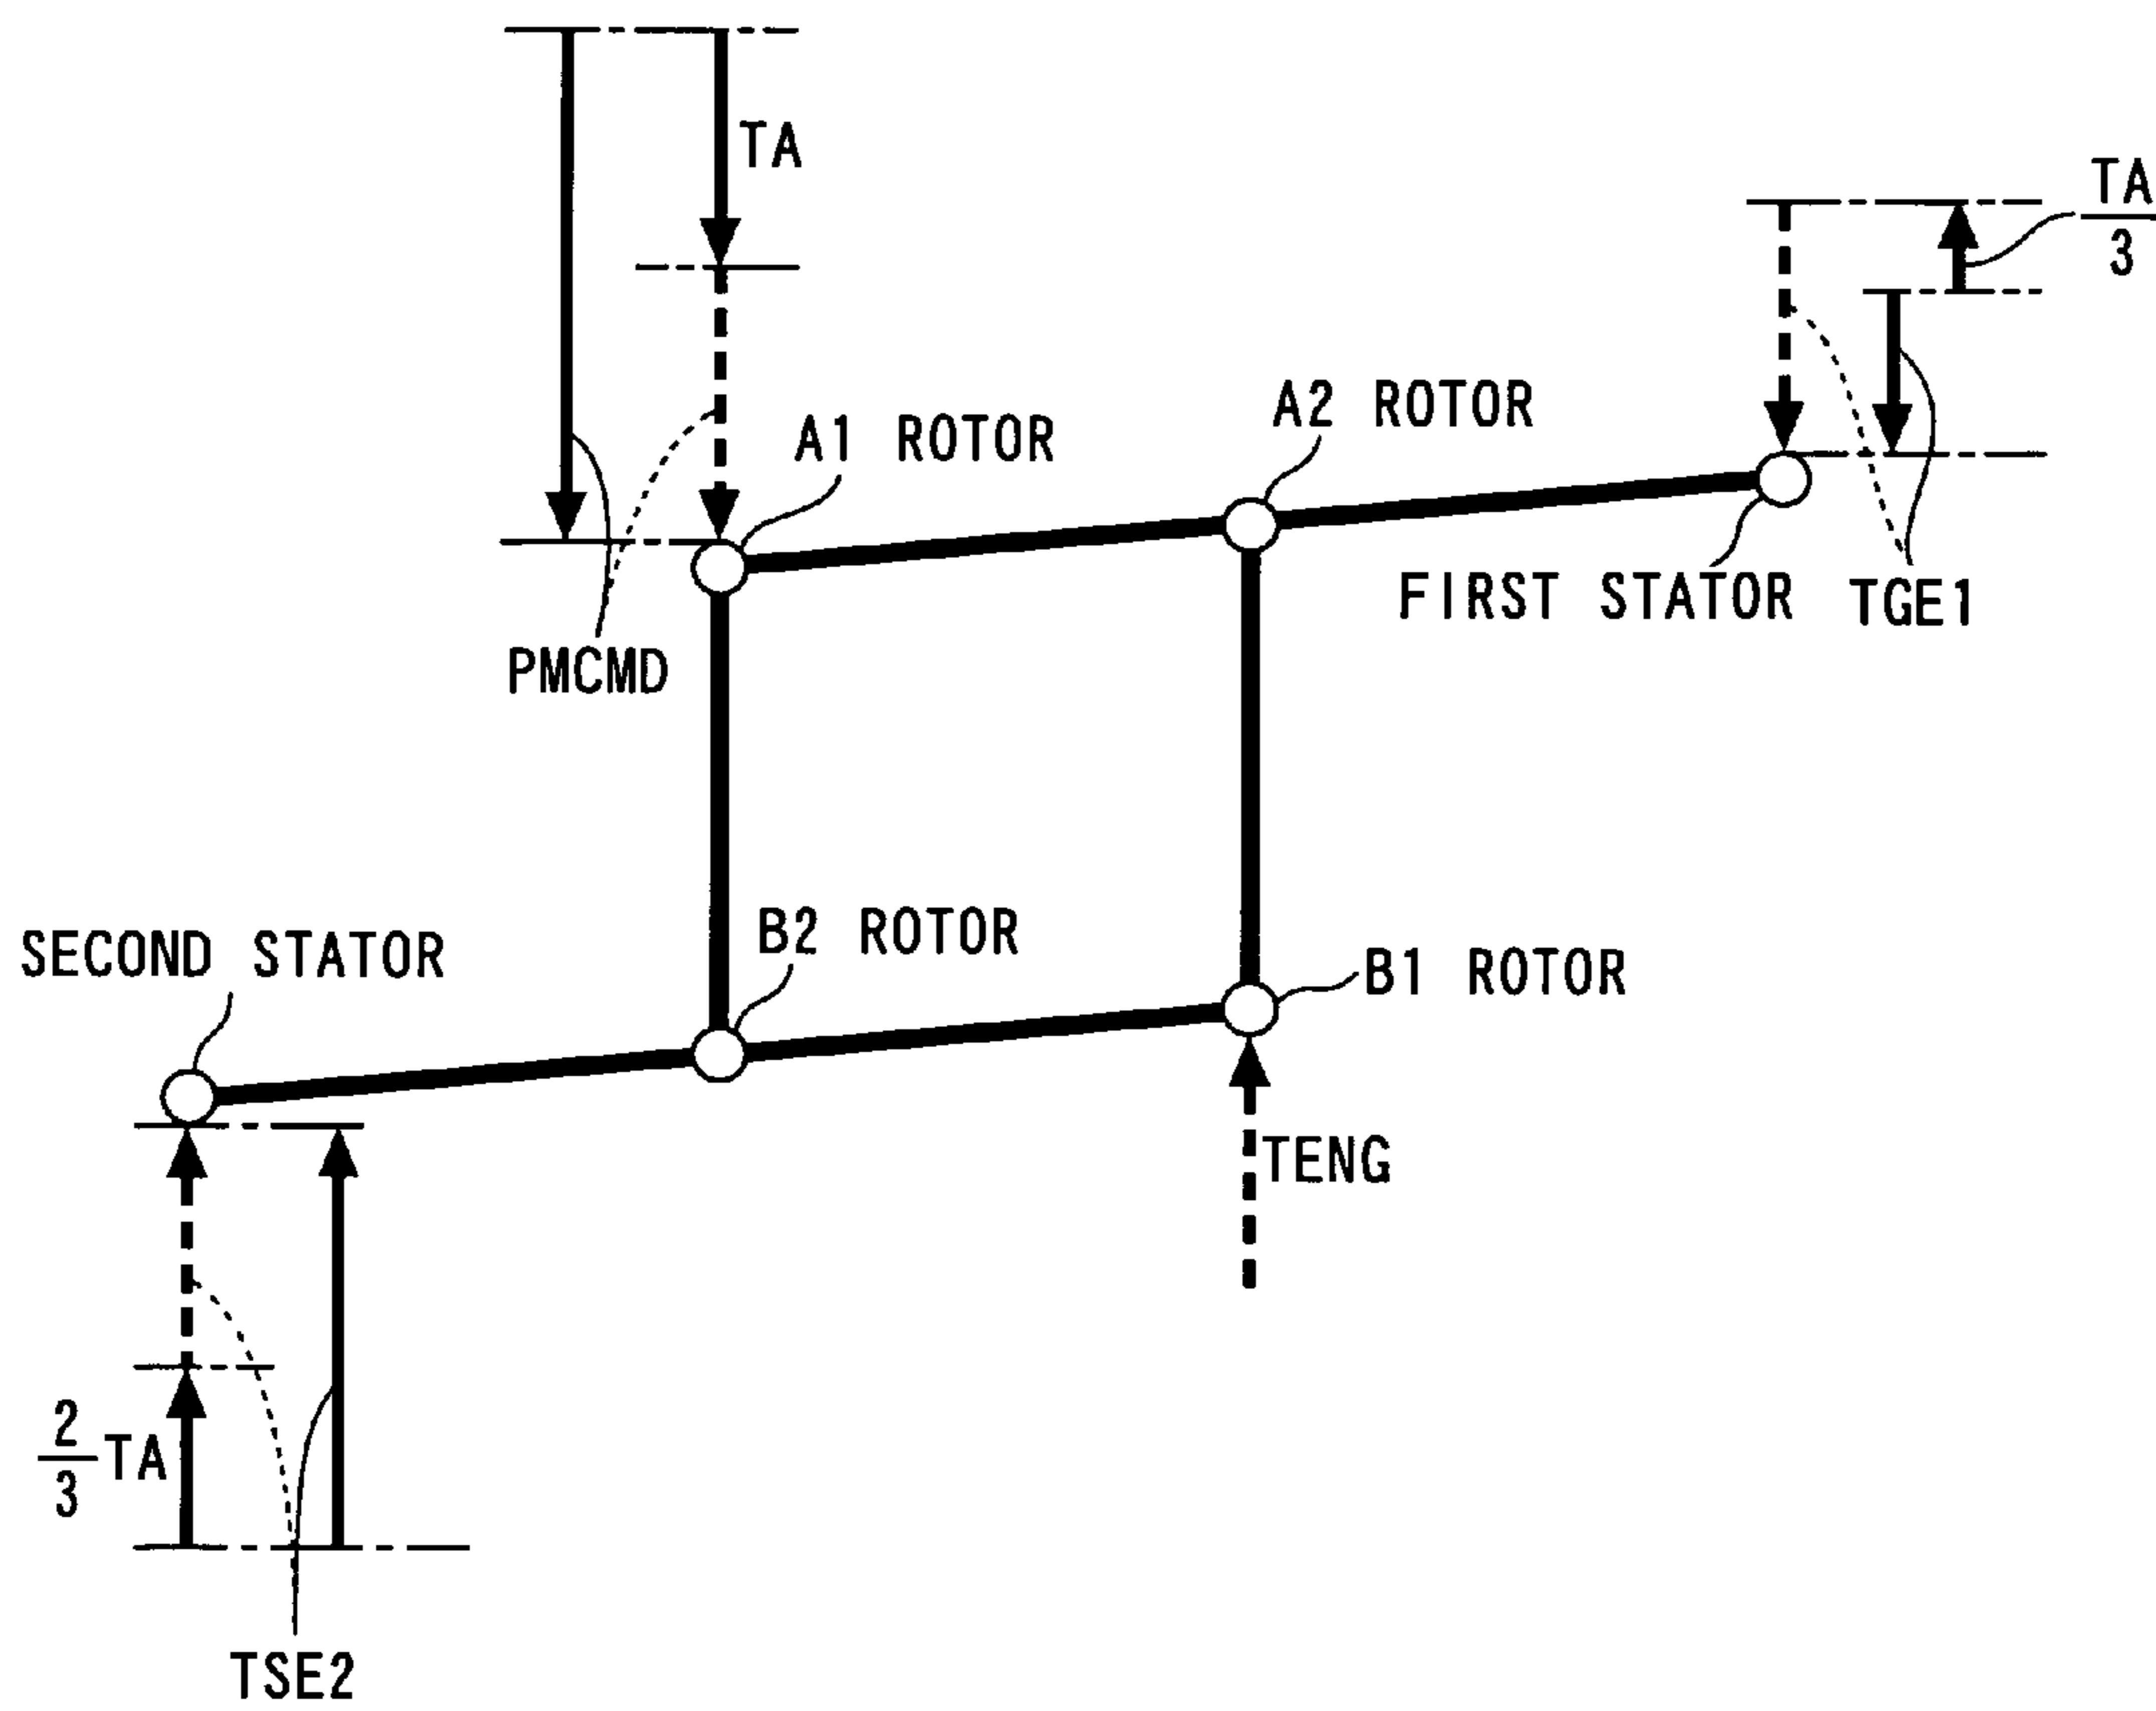 TA
TA
3
A2 ROTOR
A1 ROTOR
FIRST STATOR
TGE1
PMCMD
B2 ROTOR
SECOND STATOR
B1 ROTOR
TENG
2
3
TA
TSE2